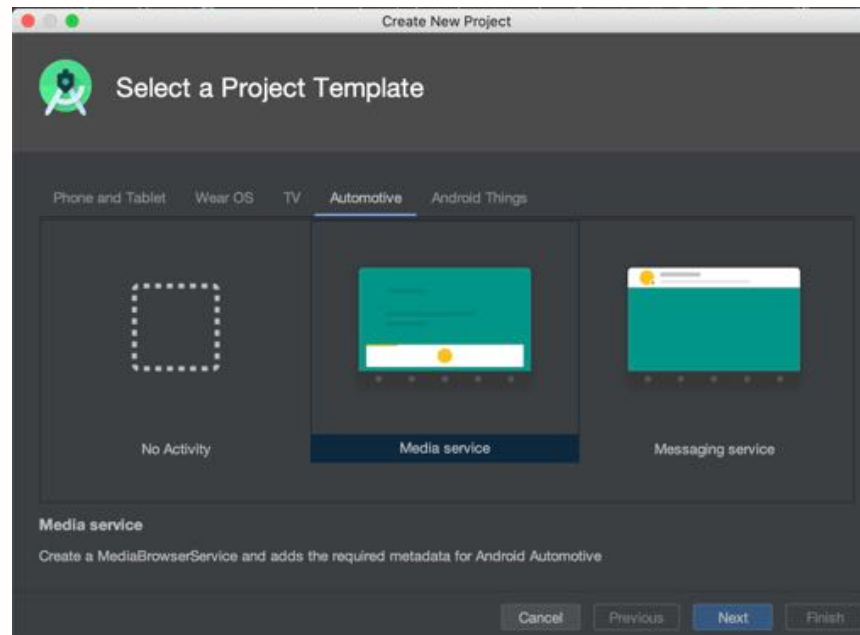 Create New Project
Select a Project Template
Phone and Tablet Wear OS TV Automotive Android Things
No Activity Media service Messaging service
Media service
Create a MediaBrowserService and adds the required metadata for Android Automotive
Cancel Previous Next Finish